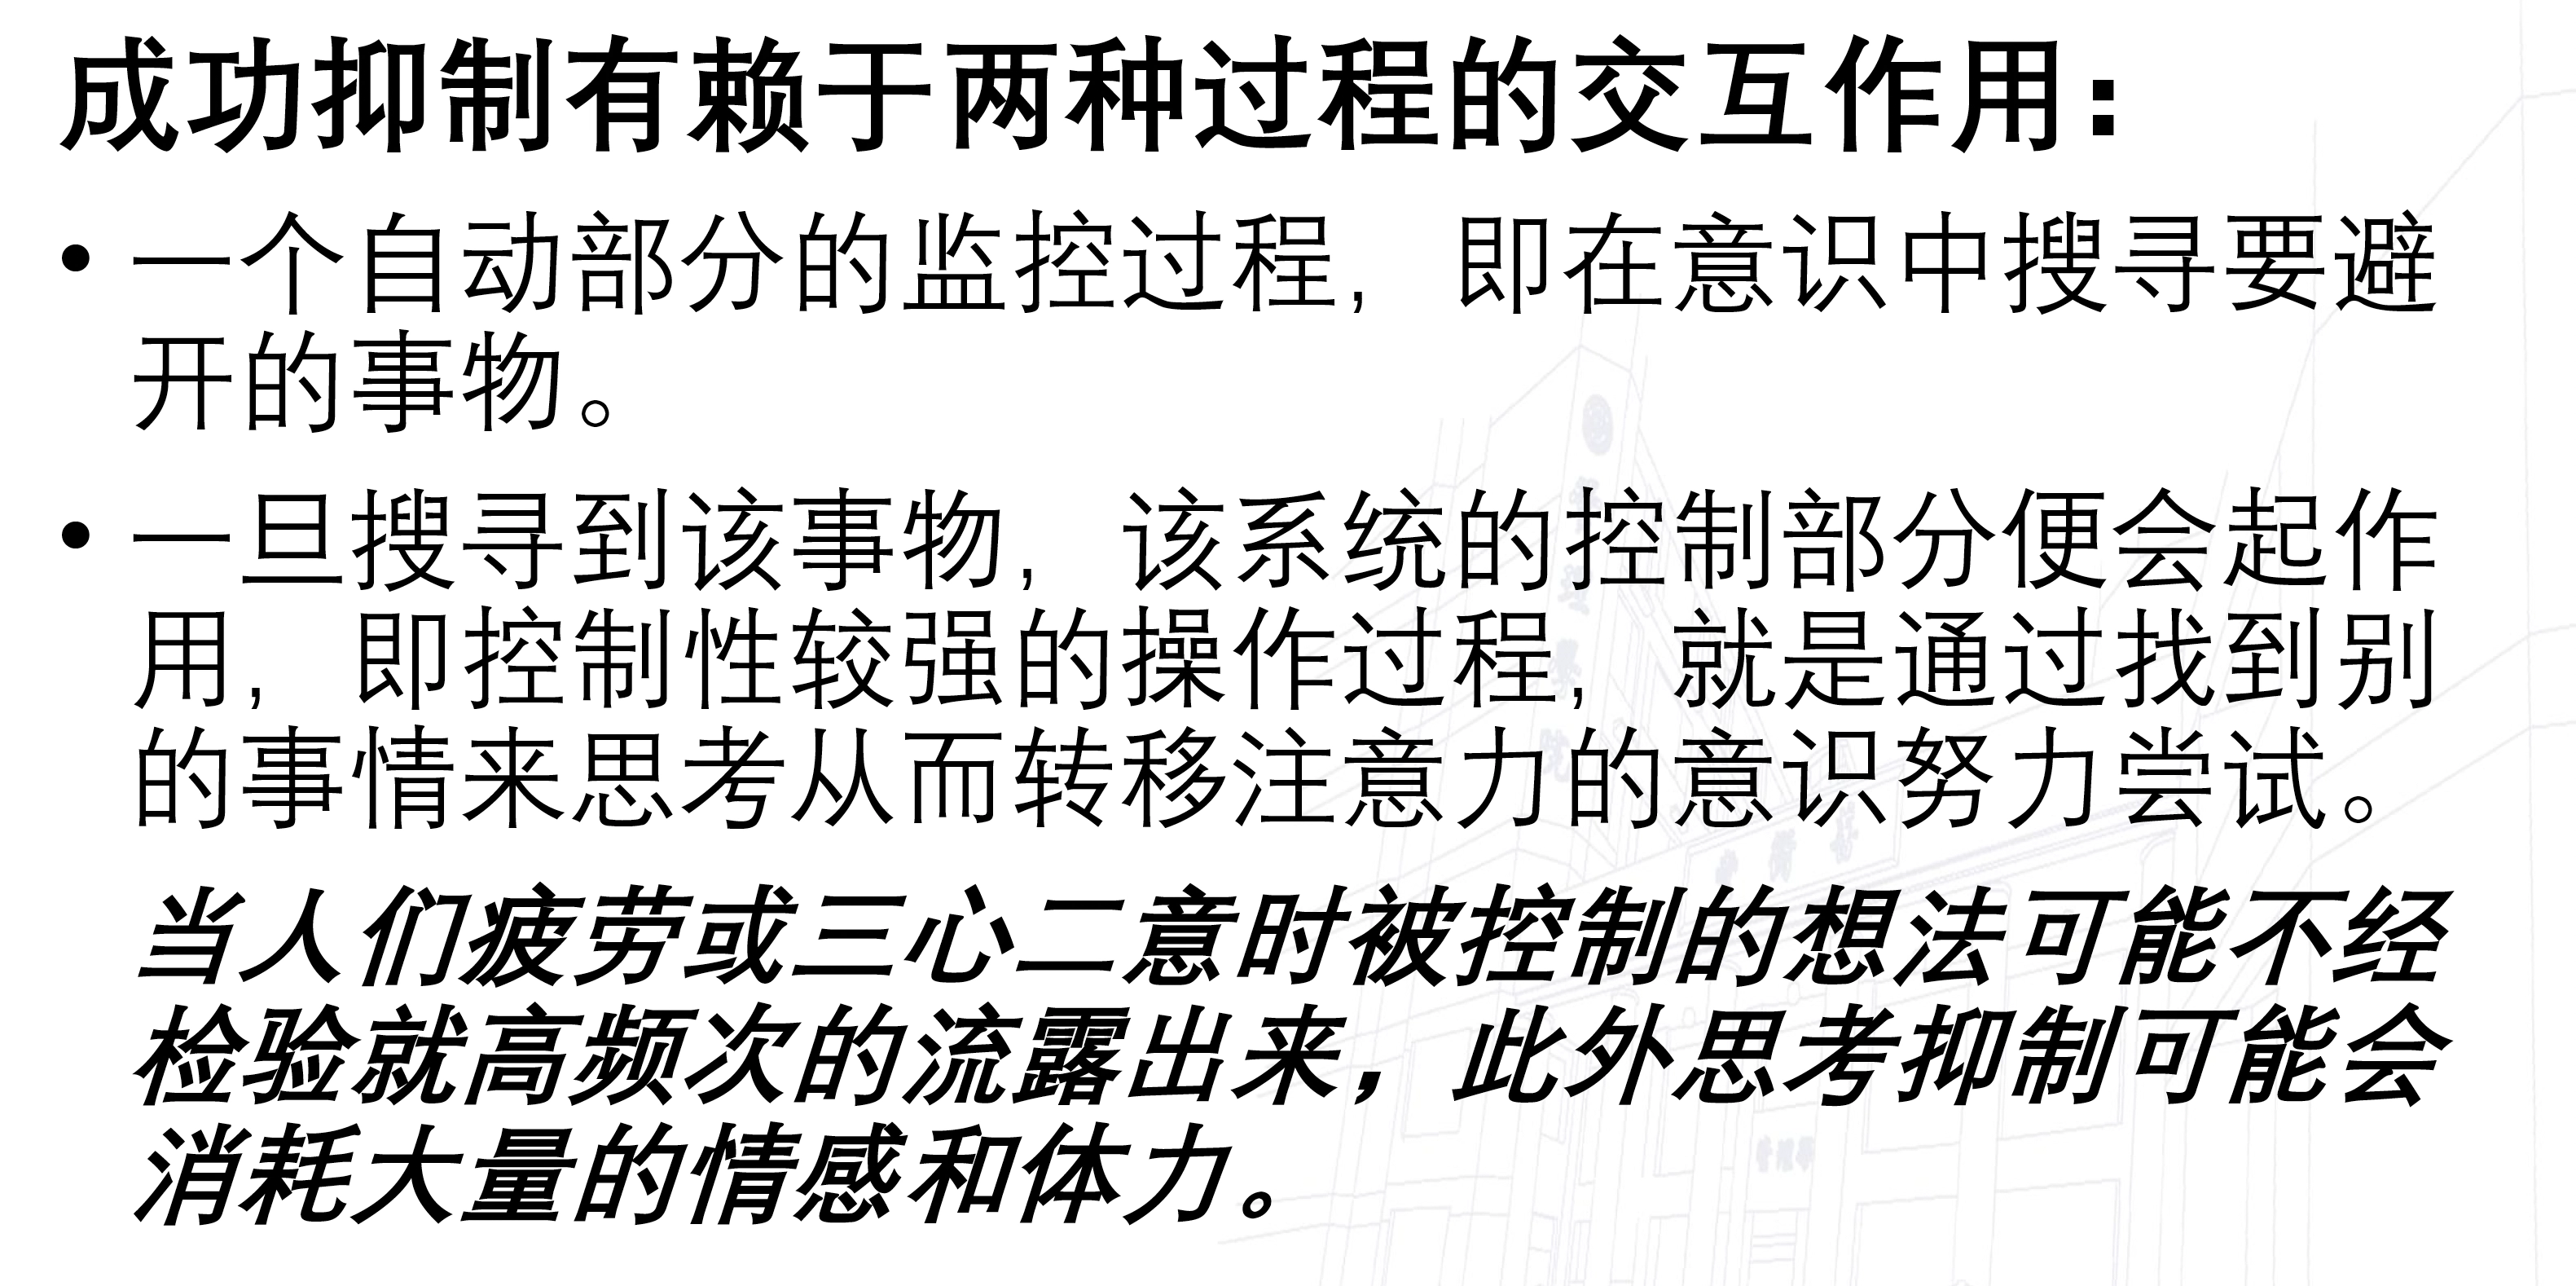 成功抑制有赖于两种过程的交互作用:
• 一个自动部分的监控过程，即在意识中搜寻要避
开的事物。
• 一旦搜寻到该事物，该系统的控制部分便会起作
用，即控制性较强的操作过程，就是通过找到别
的事情来思考从而转移注意力的意识努力尝试。
当人们疲劳或三心二意时被控制的想法可能不经
检验就高频次的流露出来，此外思考抑制可能会
消耗大量的情感和体力。